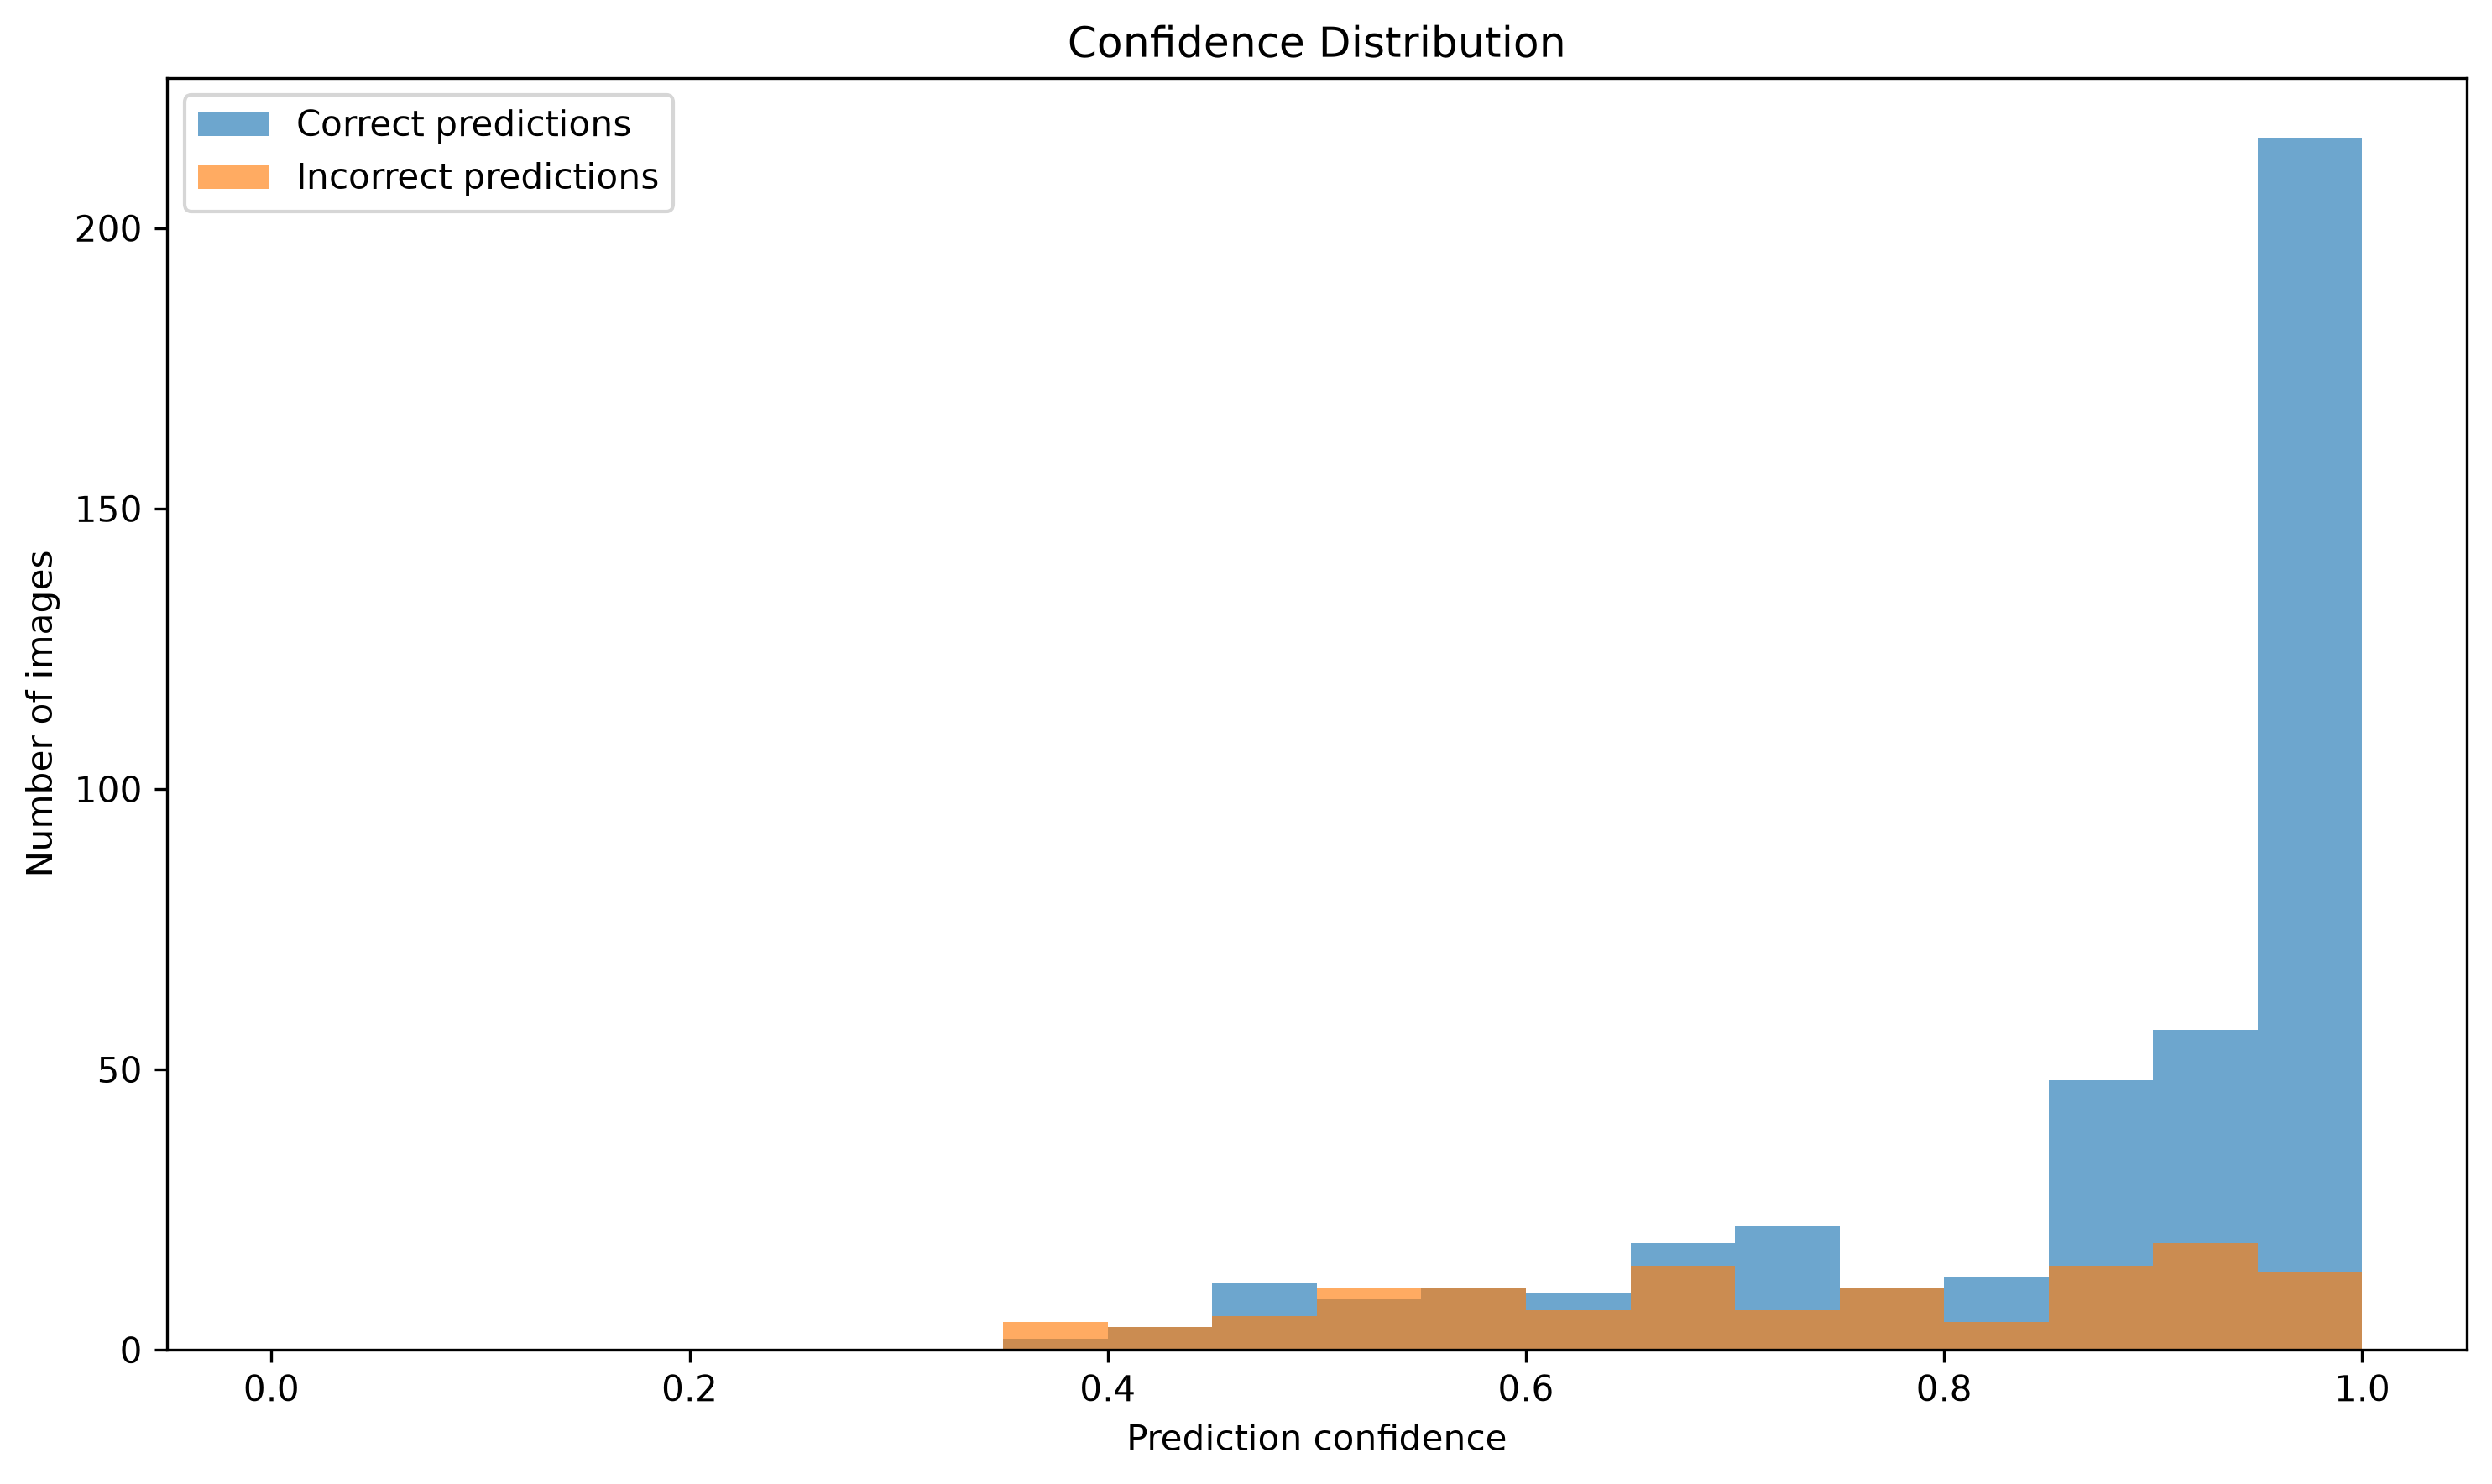 Confidence Distribution
Correct predictions
Incorrect predictions
200
150
100
50
0
Number of images
0.0 0.2 0.4 0.6 0.8 1.0
Prediction confidence